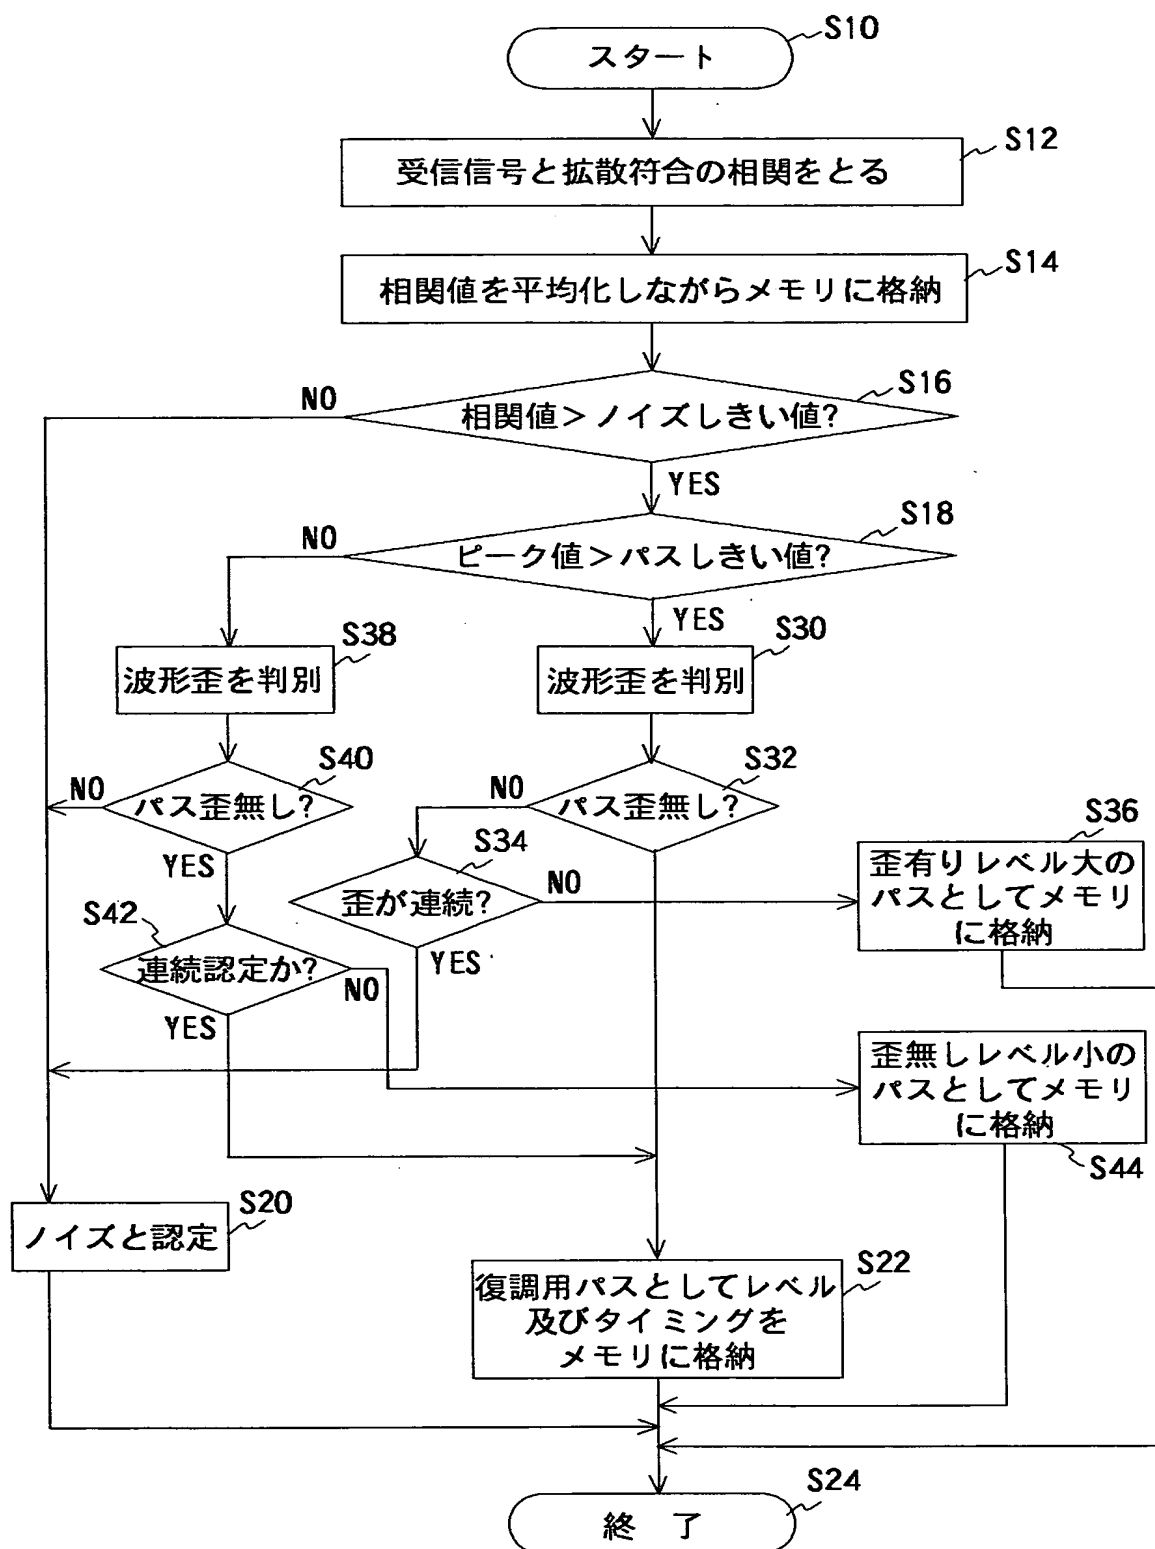 S10
スタート
S12
受信信号と拡散符合の相関をとる
S14
相関値を平均化しながらメモリに格納
S16
NO
相関値>ノイズしきい値?
YES
S18
NO
ピーク値>パスしきい値?
YES
S38
波形歪を判別
S30
波形歪を判別
S40
NO
パス歪無し?
YES
S32
NO
パス歪無し?
YES
S34
歪が連続?
NO
YES
S36
歪有りレベル大の
パスとしてメモリ
に格納
S42
連続認定か?
NO
YES
歪無しレベル小の
パスとしてメモリ
に格納
S44
S20
ノイズと認定
S22
復調用パスとしてレベル
及びタイミングを
メモリに格納
S24
終 了